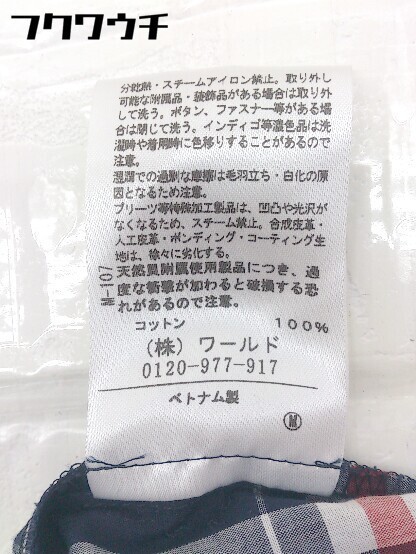 フクワウチ
分乾燥・スチームアイロン禁止。取り外し
可能な附属品・装飾品がある場合は取り外
して洗う。ボタン、ファスナー等がある場
合は閉じて洗う。インディゴ等濃色品は洗
濯時や着用時に色移りすることがあるので
注意。
湿潤での過剰な摩擦は毛羽立ち・白化の原
因となるため注意。
プリーツ等特殊加工製品は、凹凸や光沢が
なくなるため、スチーム禁止。合成皮革・
人工皮革・ボンディング・コーティング生
地は、徐々に劣化する。
M-107
天然貝附属使用製品につき、過
度な衝撃が加わると破損する恐
れがあるので注意。
コットン 100%
(株) ワールド
0120-977-917
ベトナム製
M